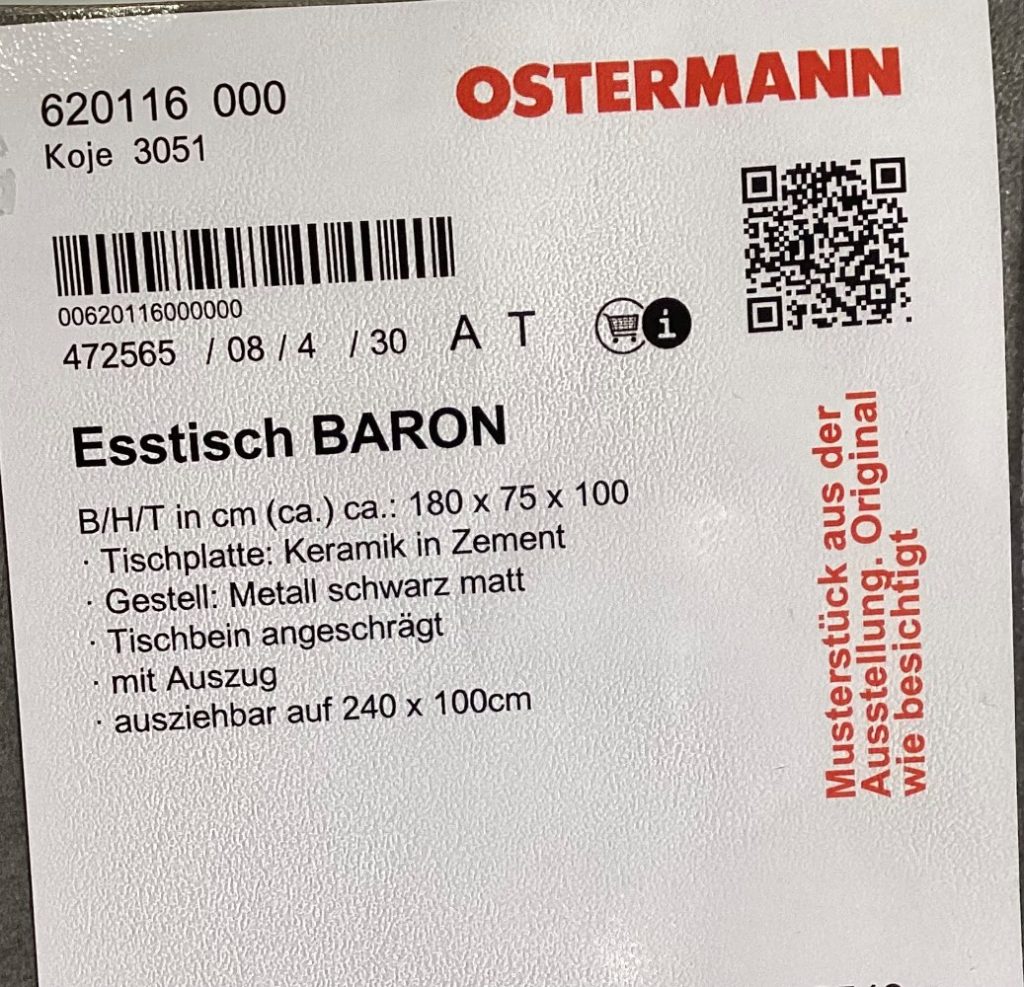 620116 000
OSTERMANN
Koje 3051
00620116000000
472565 / 08 / 4 / 30 A T
i
Esstisch BARON
B/H/T in cm (ca.) ca.: 180 x 75 x 100
· Tischplatte: Keramik in Zement
· Gestell: Metall schwarz matt
· Tischbein angeschrägt
· mit Auszug
· ausziehbar auf 240 x 100cm
Musterstück aus der
Ausstellung. Original
wie besichtigt